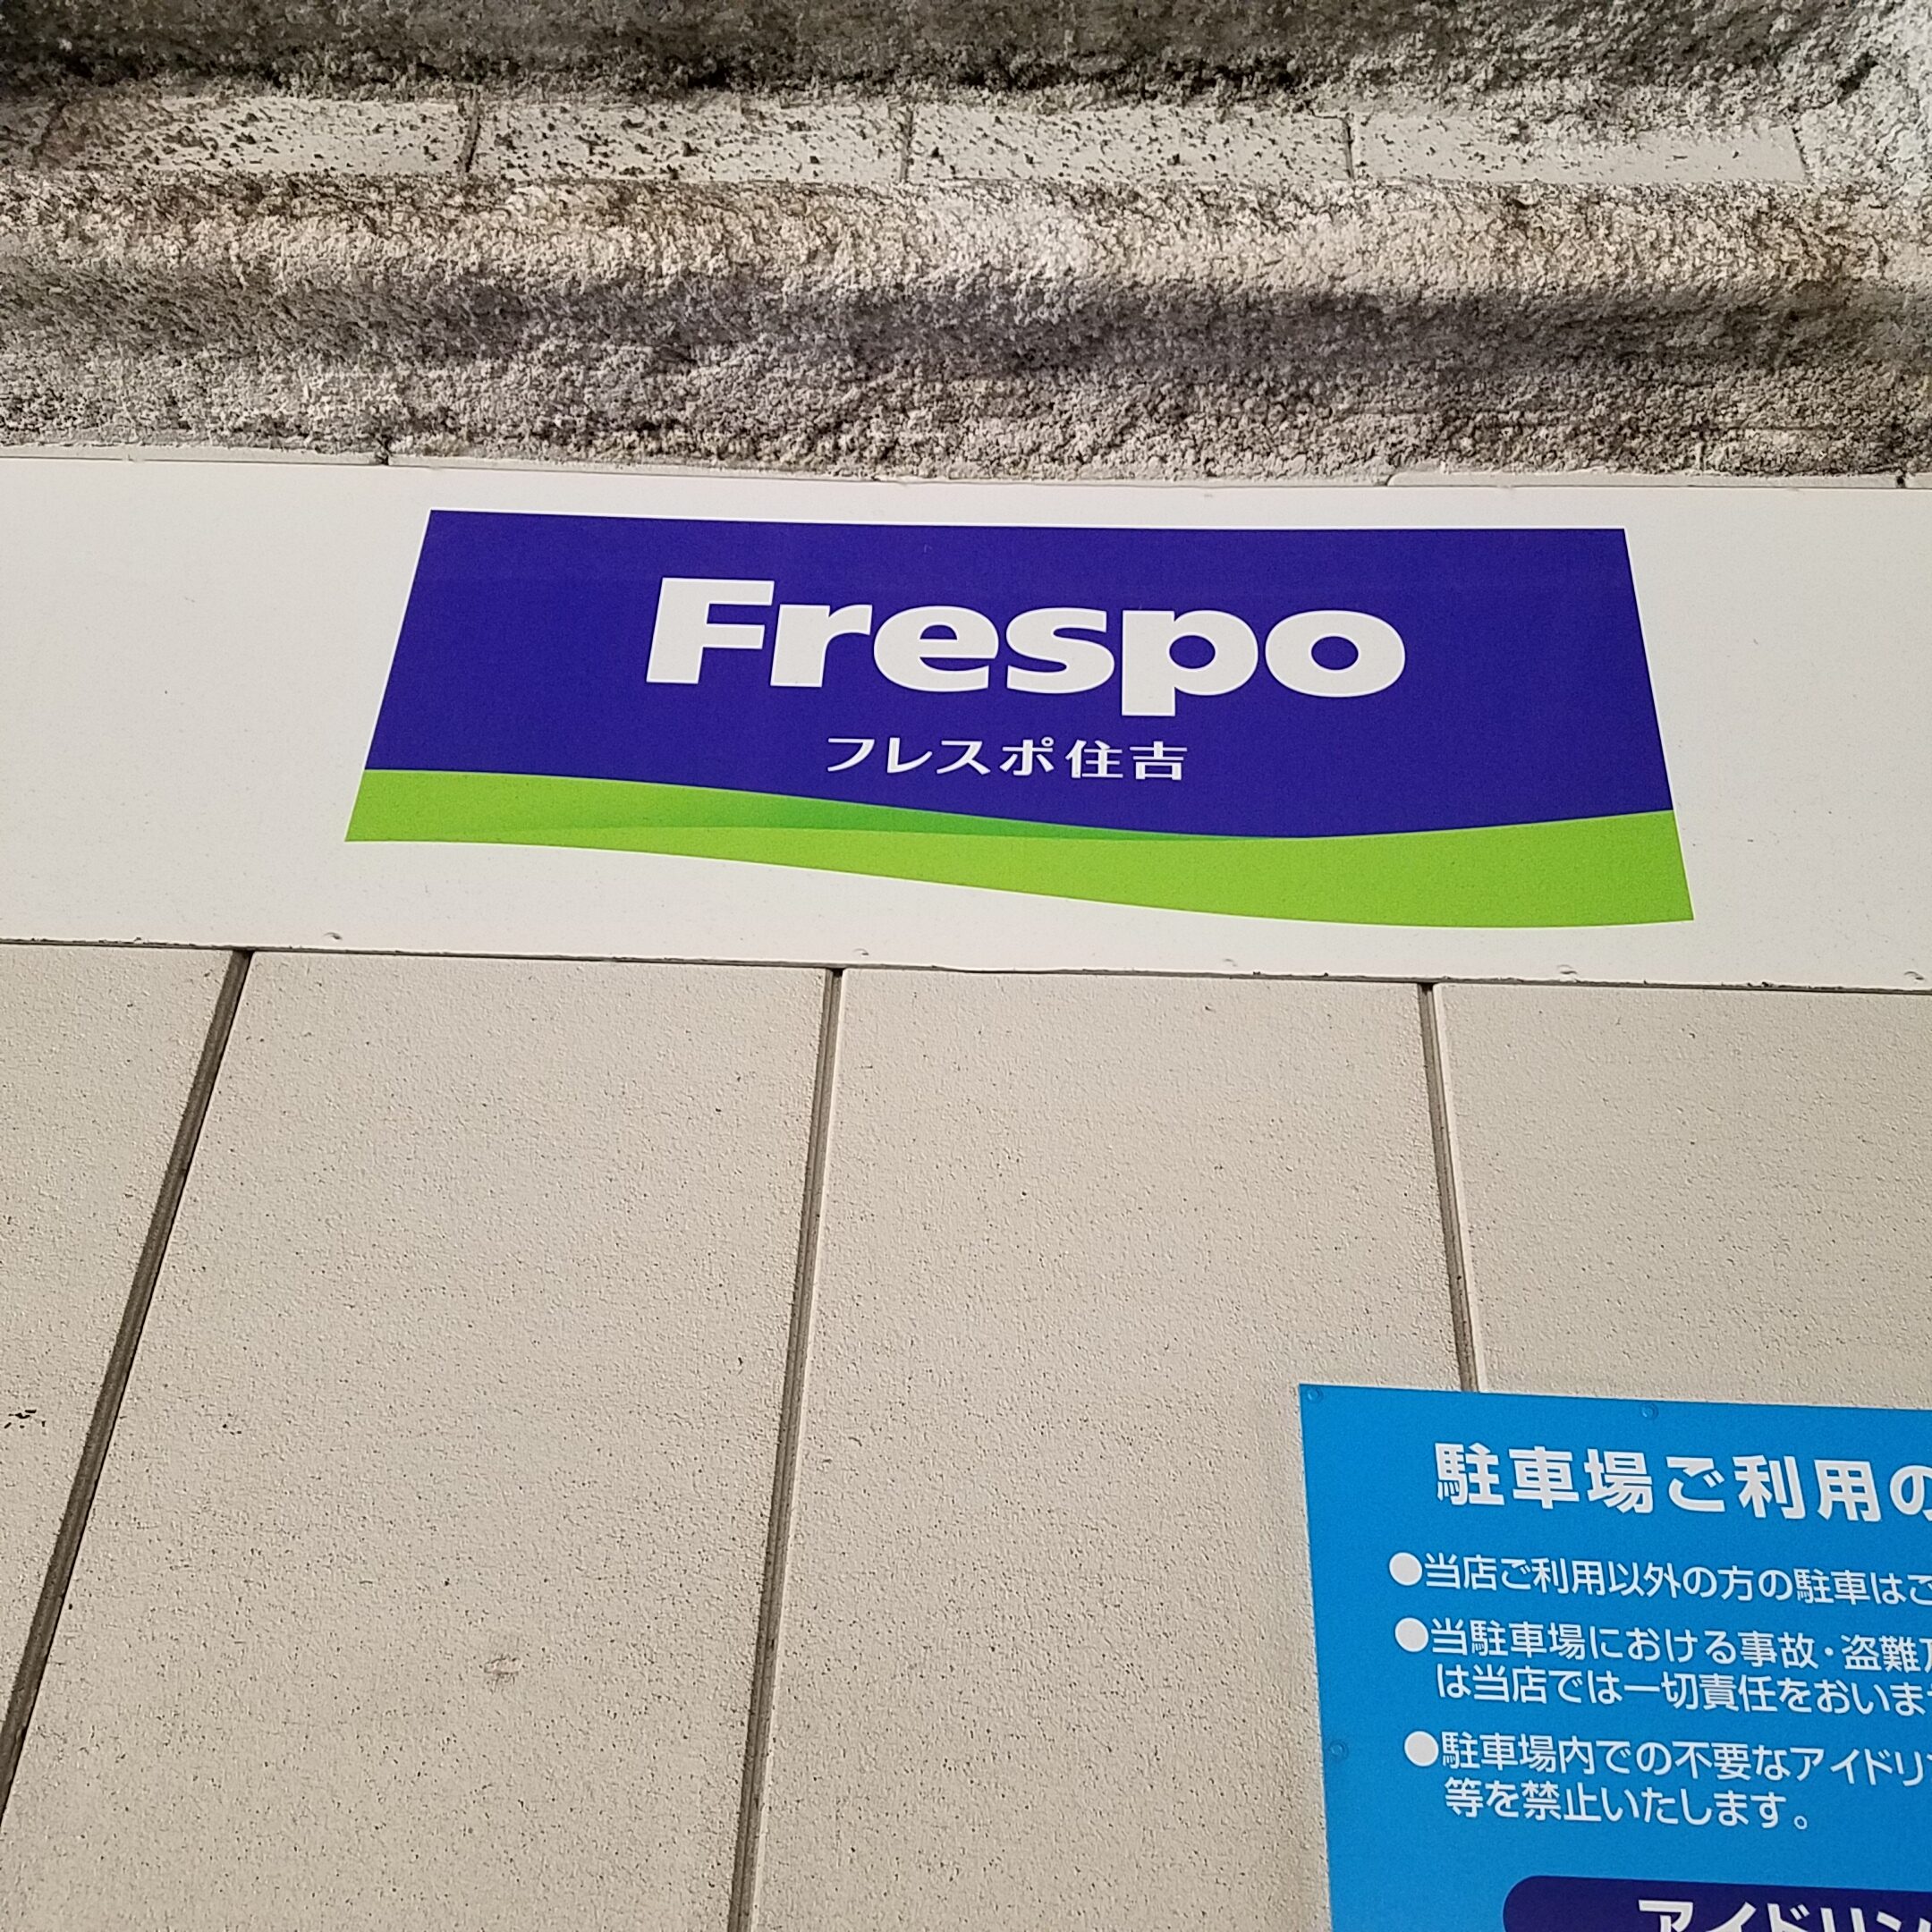 Frespo
フレスポ住吉
駐車場ご利用の
●当店ご利用以外の方の駐車はご
●当駐車場における事故・盗難
は当店では一切責任をおいま
●駐車場内での不要なアイドリ
等を禁止いたします。
アイドリン